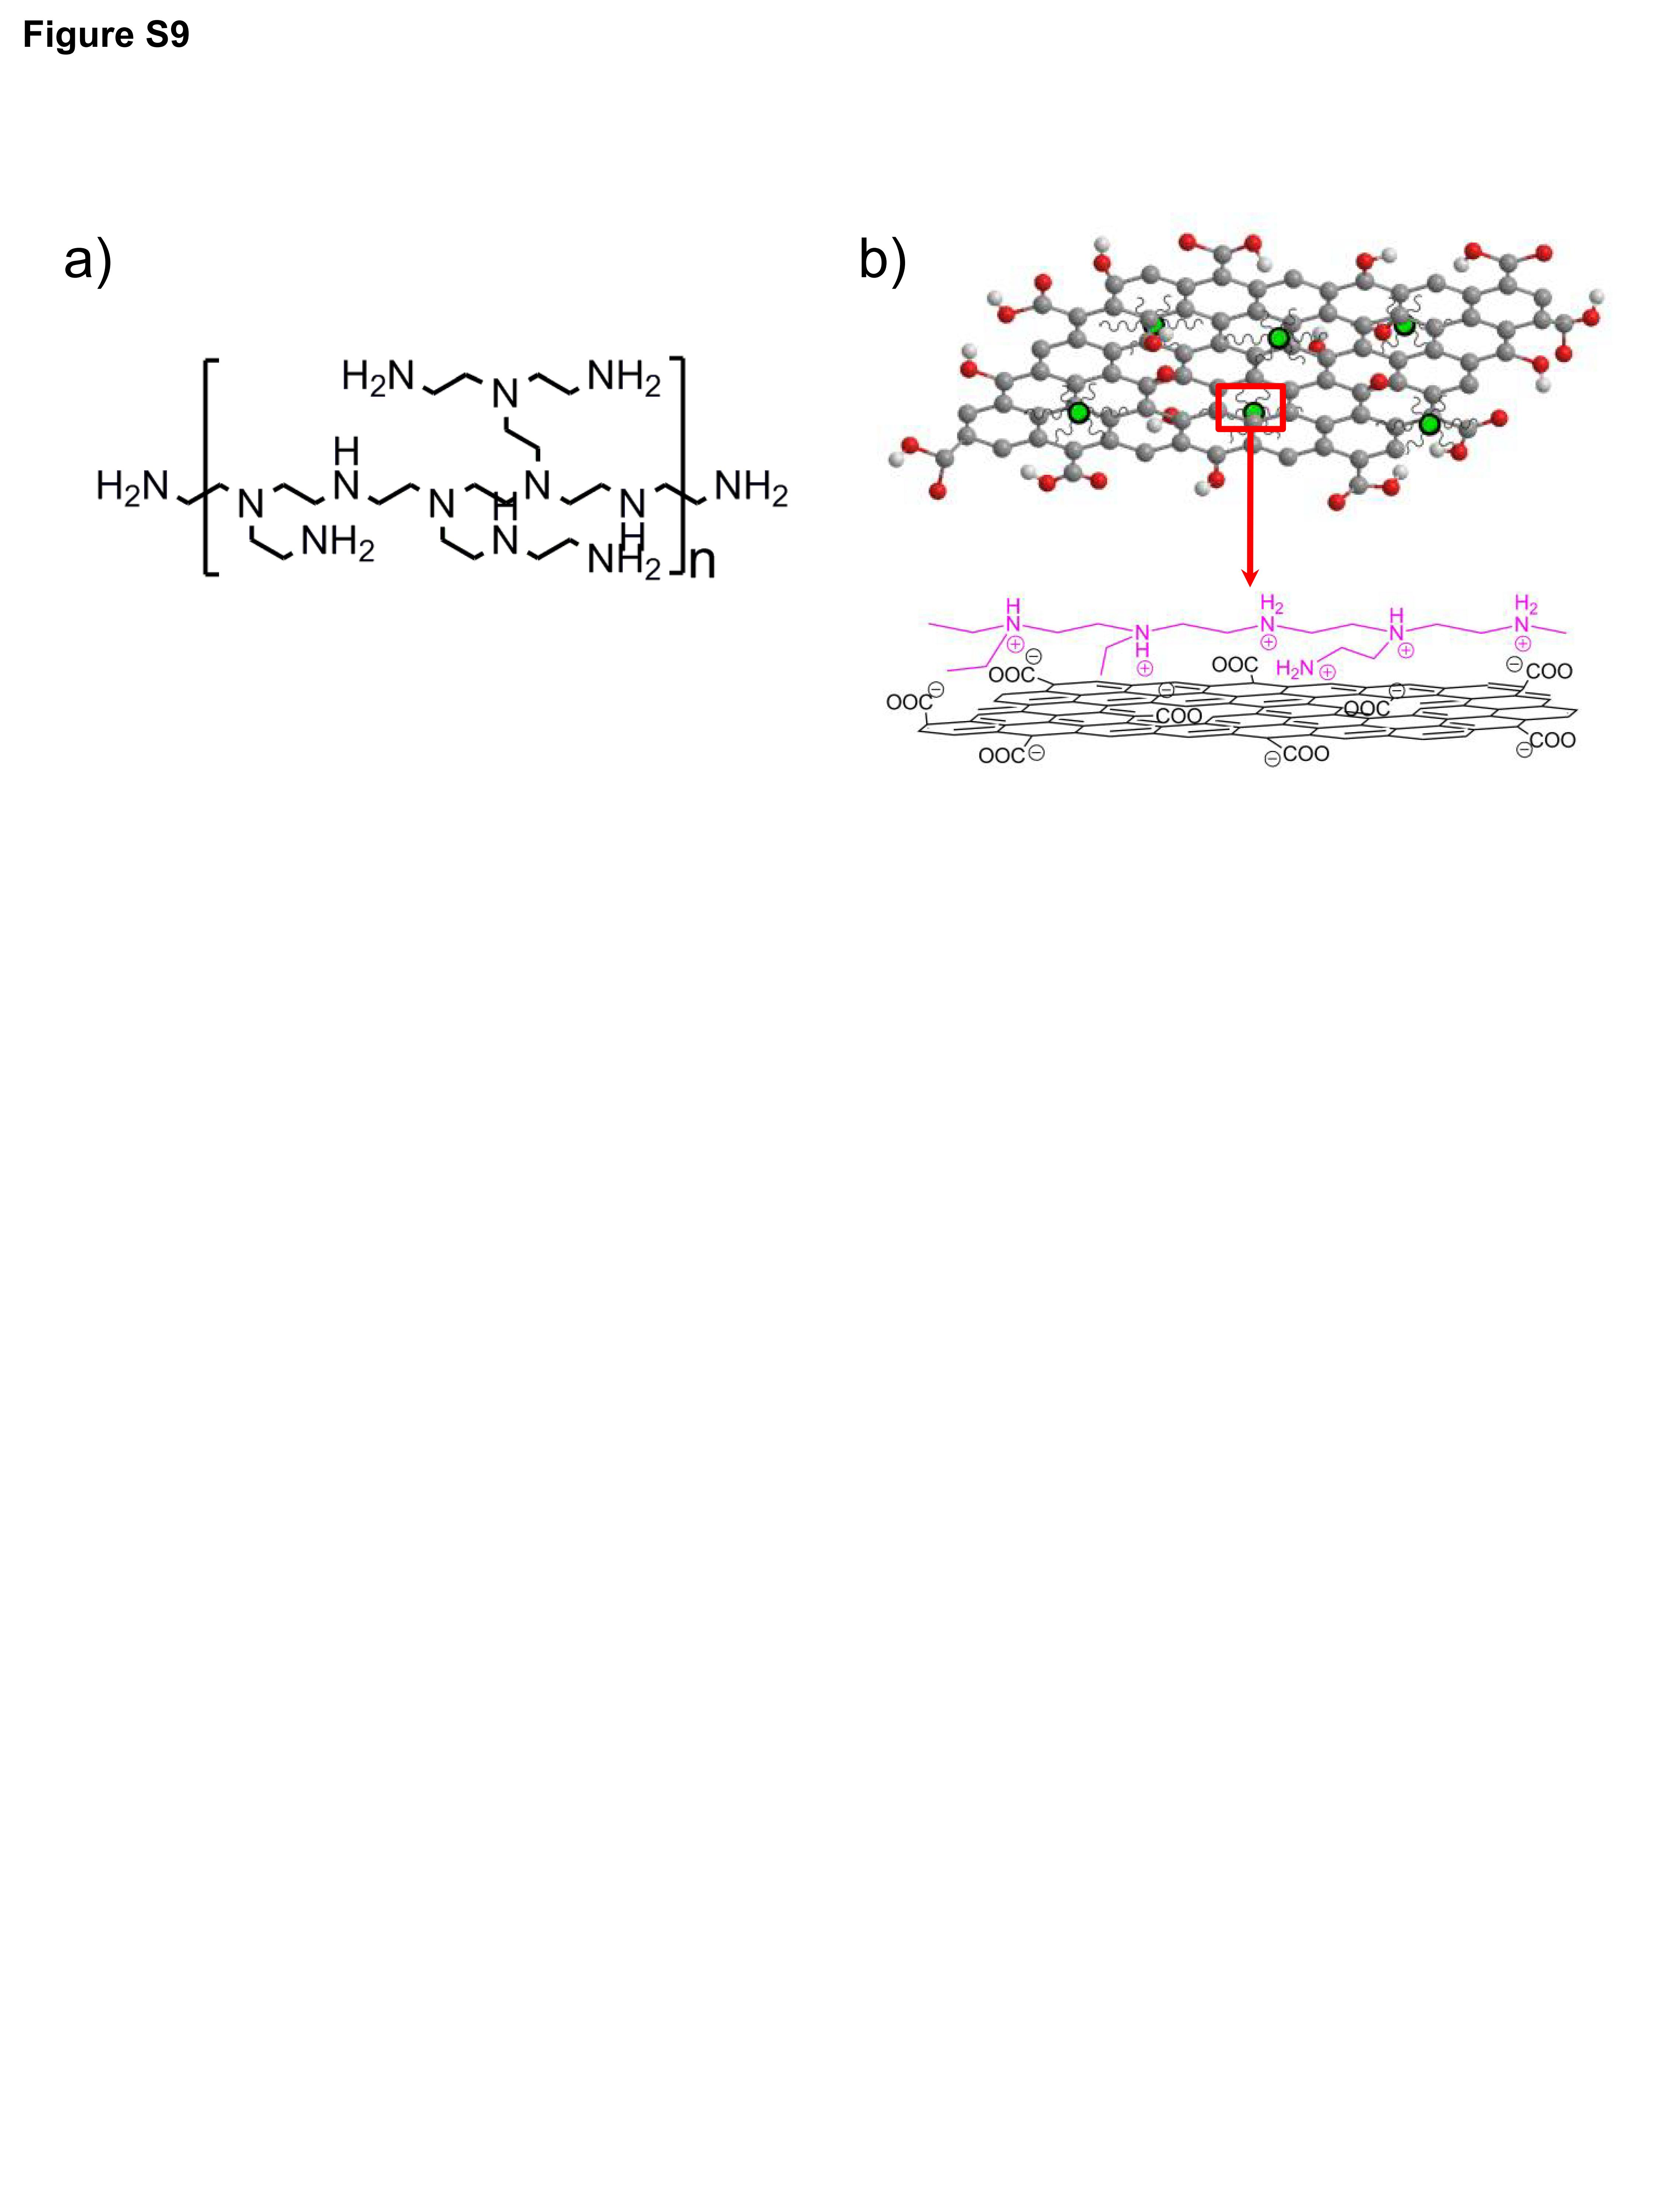 Figure S9
a)
H2N N NH2
H
H2N N N N H N N NH2
NH2 N NH2 H n
b)
H H2 H H2
N N N N N
⊕ H ⊕ ⊕ ⊕ ⊕
H2N ⊕
OOC ⊖ OOC ⊖ COO
OOC ⊖ ⊖ COO ⊖ OOC
OOC ⊖ ⊖ COO ⊖ COO